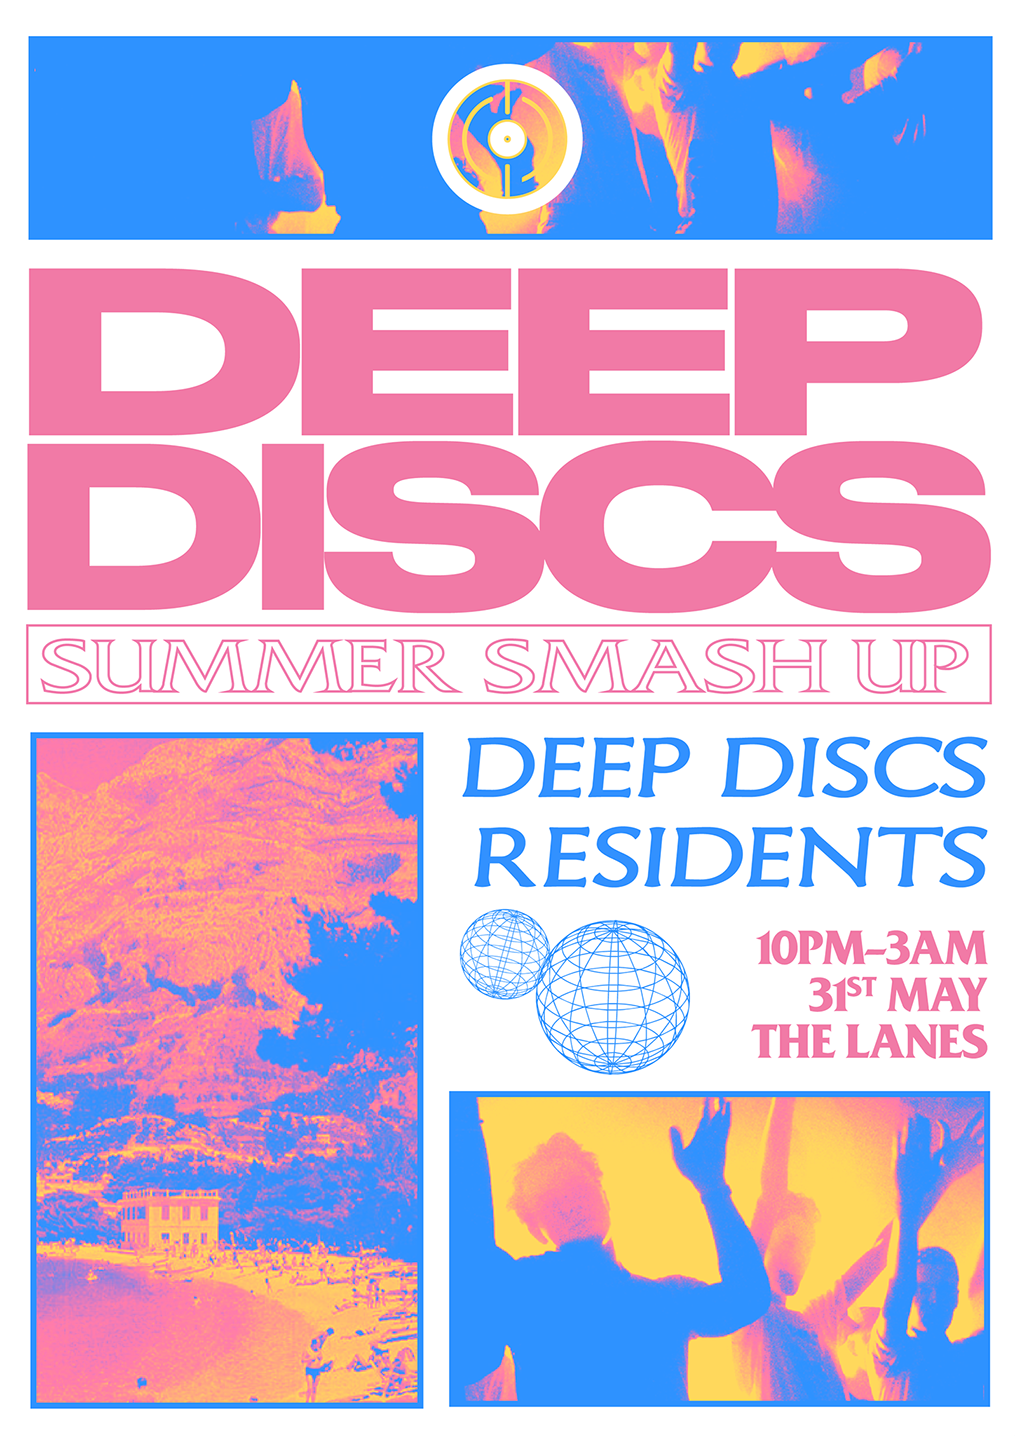 DEEP
DISCS
SUMMER SMASH UP
DEEP DISCS
RESIDENTS
10PM–3AM
31ST MAY
THE LANES